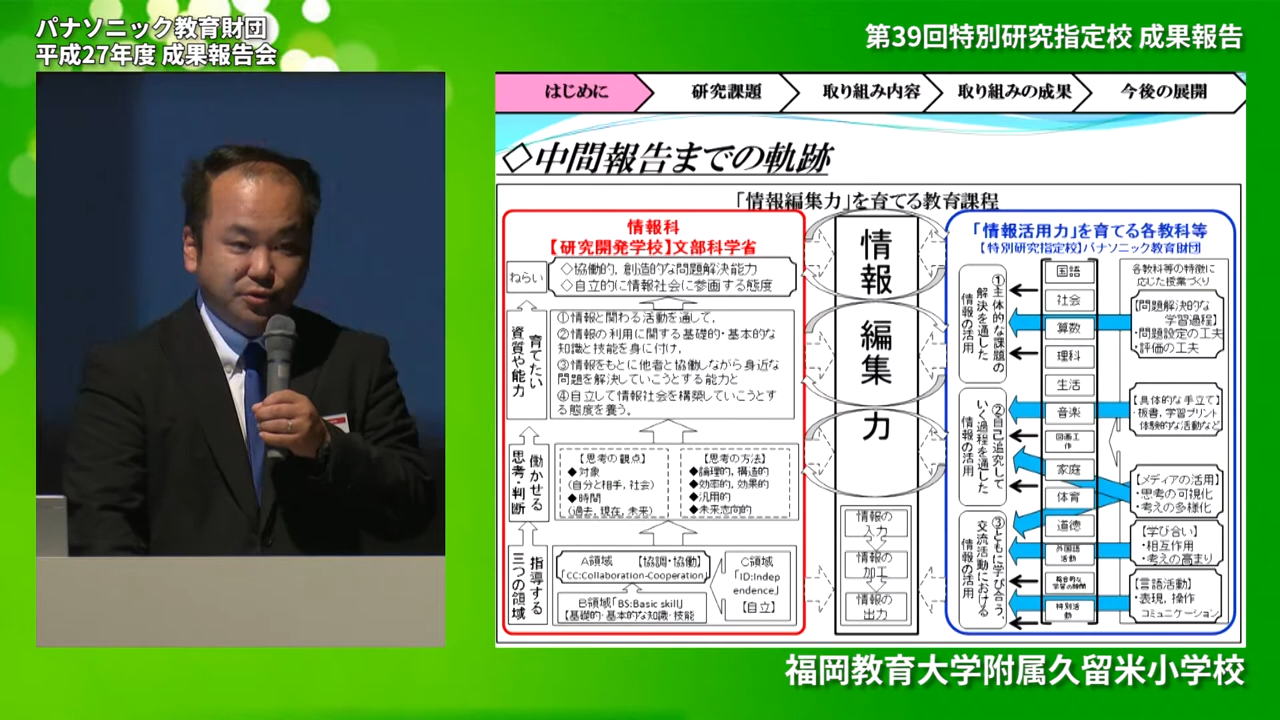 パナソニック教育財団
平成27年度 成果報告会
第39回特別研究指定校 成果報告
はじめに
研究課題
取り組み内容
取り組みの成果
今後の展開
◇中間報告までの軌跡
「情報編集力」を育てる教育課程
情報科
【研究開発学校】文部科学省
ねらい
◇協働的, 創造的な問題解決能力
◇自立的に情報社会に参画する態度
育てたい
資質や能力
①情報と関わる活動を通して,
②情報の利用に関する基礎的・基本的な
知識と技能を身に付け,
③情報をもとに他者と協働しながら身近な
問題を解決していこうとする能力と
④自立して情報社会を構築していこうとす
る態度を養う。
働かせる
思考・判断
【思考の観点】
◆対象
(自分と相手, 社会)
◆時間
(過去, 現在, 未来)
【思考の方法】
◆論理的, 構造的
◆効率的, 効果的
◆汎用的
◆未来志向的
指導する
三つの領域
A領域 【協調・協働】
「CC:Collaboration-Cooperation」
B領域「BS:Basic skill」
【基礎的・基本的な知識・技能
C領域
「ID:Indep
endence」
【自立】
情報編集力
情報の
入力
情報の
加工
情報の
出力
「情報活用力」を育てる各教科等
【特別研究指定校】パナソニック教育財団
①主体的な課題の
解決を通した
情報の活用
②自己追究して
いく過程を通した
情報の活用
③ともに学び合う,
交流活動における
情報の活用
国語
社会
算数
理科
生活
音楽
図画工
作
家庭
体育
道徳
外国語
活動
総合的な
学習の時間
特別活
動
各教科等の特徴に
応じた授業づくり
【問題解決的な
学習過程】
・問題設定の工夫
・評価の工夫
【具体的な手立て】
・板書, 学習プリント
体験的な活動など
【メディアの活用】
・思考の可視化
・考えの多様化
【学び合い】
・相互作用
・考えの高まり
【言語活動】
・表現, 操作
コミュニケーション
福岡教育大学附属久留米小学校